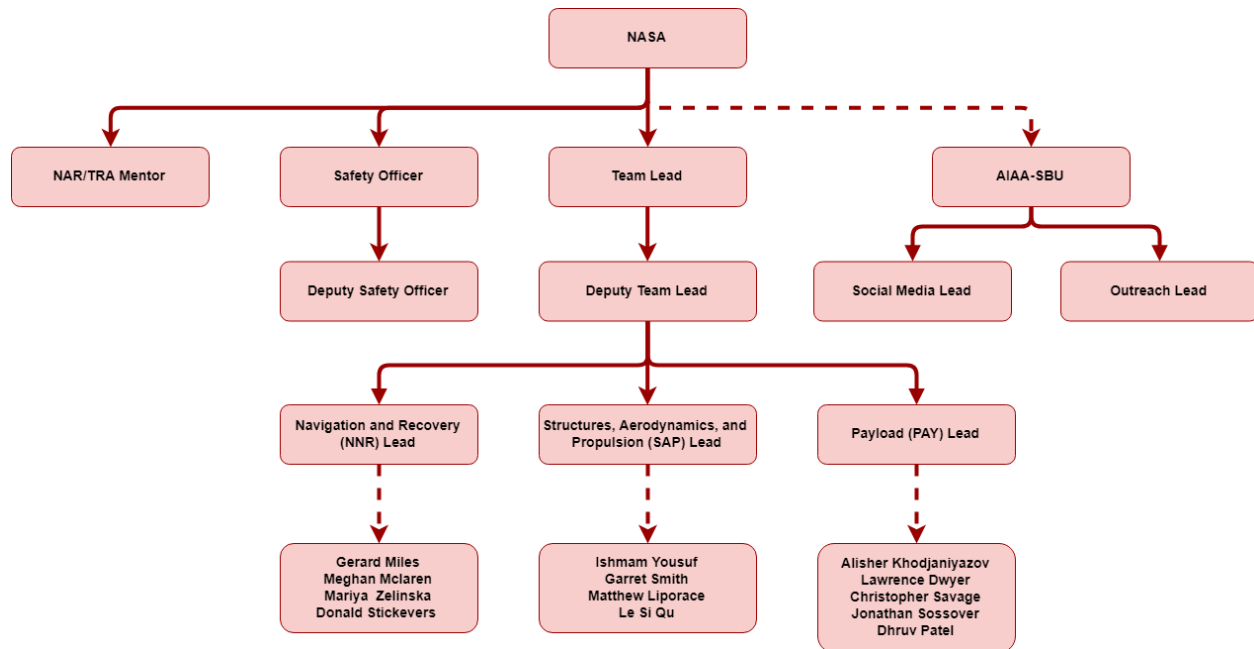 NASA
NAR/TRA Mentor
Safety Officer
Team Lead
AIAA-SBU
Deputy Safety Officer
Deputy Team Lead
Social Media Lead
Outreach Lead
Navigation and Recovery
(NNR) Lead
Structures, Aerodynamics, and
Propulsion (SAP) Lead
Payload (PAY) Lead
Gerard Miles
Meghan Mclaren
Mariya Zelinska
Donald Stickevers
Ishmam Yousuf
Garret Smith
Matthew Liporace
Le Si Qu
Alisher Khodjaniyazov
Lawrence Dwyer
Christopher Savage
Jonathan Sossover
Dhruv Patel